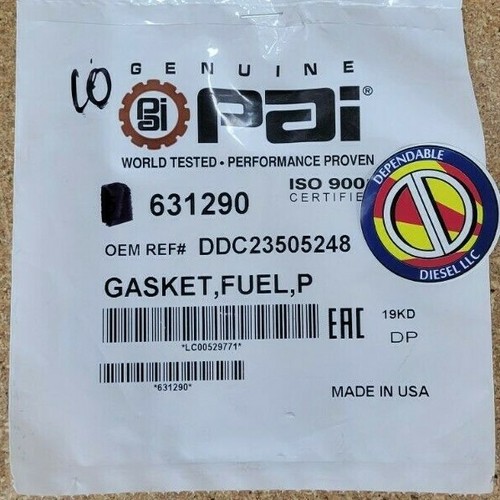 10
GENUINE
PAI PAI®
WORLD TESTED • PERFORMANCE PROVEN
ISO 900
CERTIFIE
631290
OEM REF# DDC23505248
GASKET,FUEL,P
*LC00529771*
EAC
19KD
DP
*631290*
MADE IN USA
DEPENDABLE
DIESEL LLC